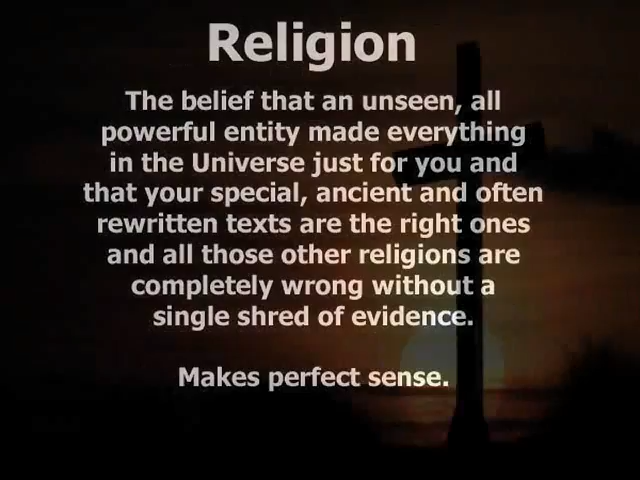 Religion
The belief that an unseen, all
powerful entity made everything
in the Universe just for you and
that your special, ancient and often
rewritten texts are the right ones
and all those other religions are
completely wrong without a
single shred of evidence.
Makes perfect sense.